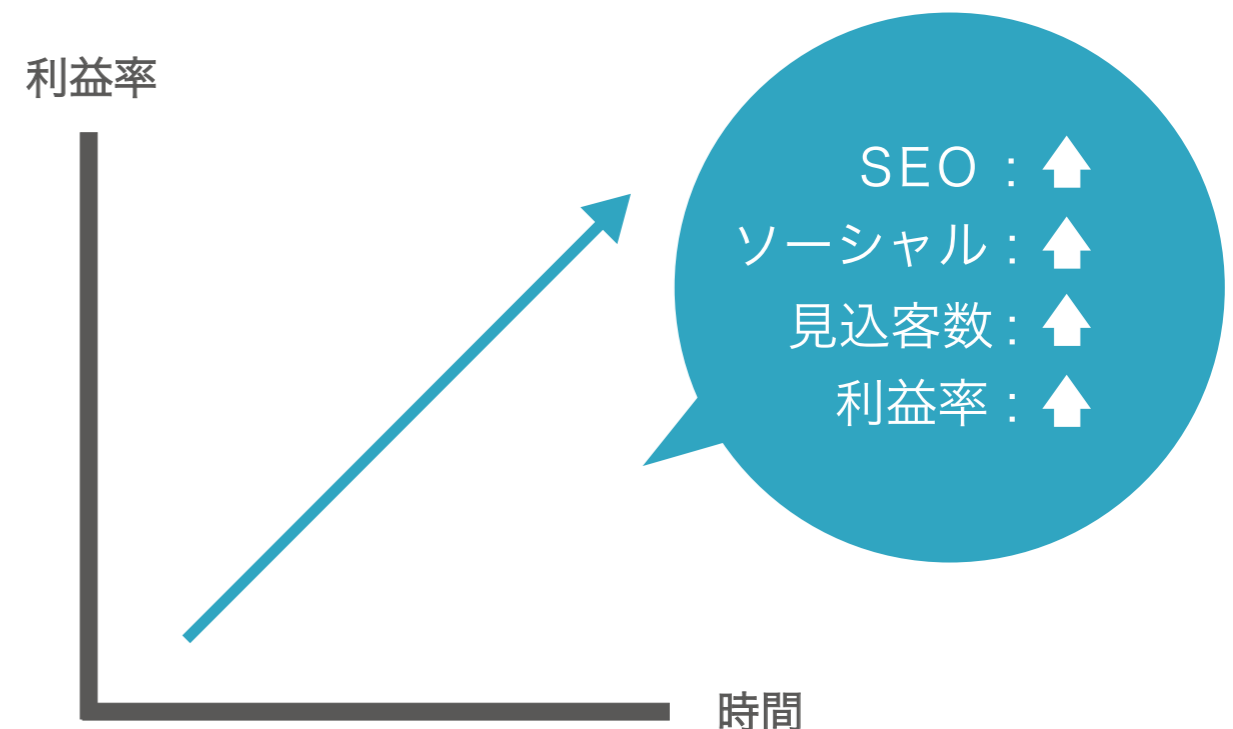 利益率
SEO : ⬆
ソーシャル : ⬆
見込客数 : ⬆
利益率 : ⬆
時間